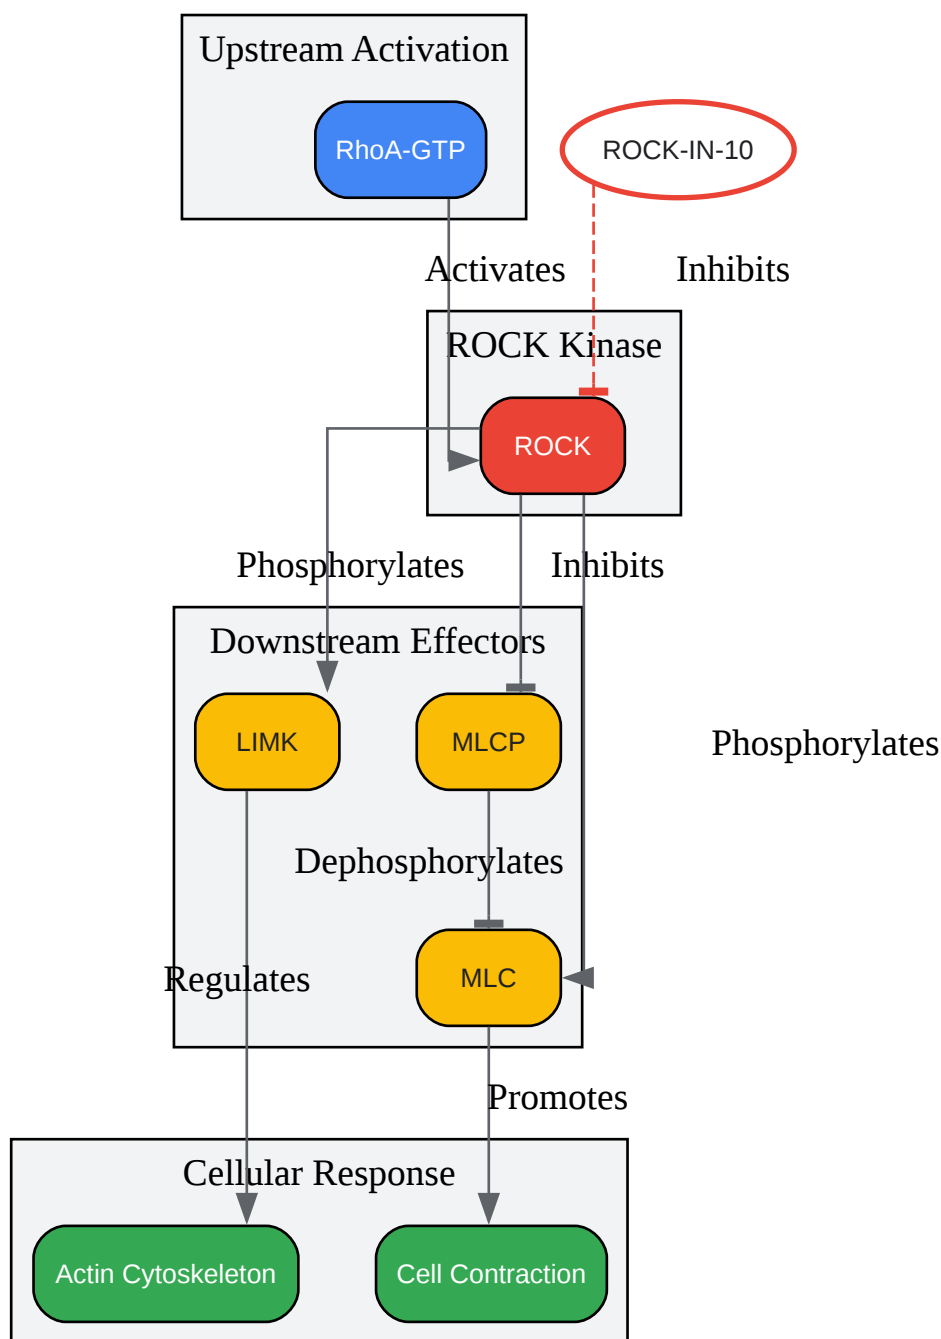 Upstream Activation
RhoA-GTP
ROCK-IN-10
Activates
Inhibits
ROCK Kinase
ROCK
Phosphorylates
Inhibits
Downstream Effectors
LIMK
MLCP
Phosphorylates
Dephosphorylates
Regulates
MLC
Promotes
Cellular Response
Actin Cytoskeleton
Cell Contraction